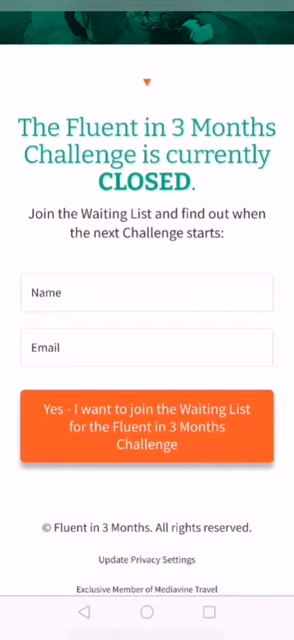 The Fluent in 3 Months
Challenge is currently
CLOSED.
Join the Waiting List and find out when
the next Challenge starts:
Name
Email
Yes - I want to join the Waiting List
for the Fluent in 3 Months
Challenge
© Fluent in 3 Months. All rights reserved.
Update Privacy Settings
Exclusive Member of Mediavine Travel